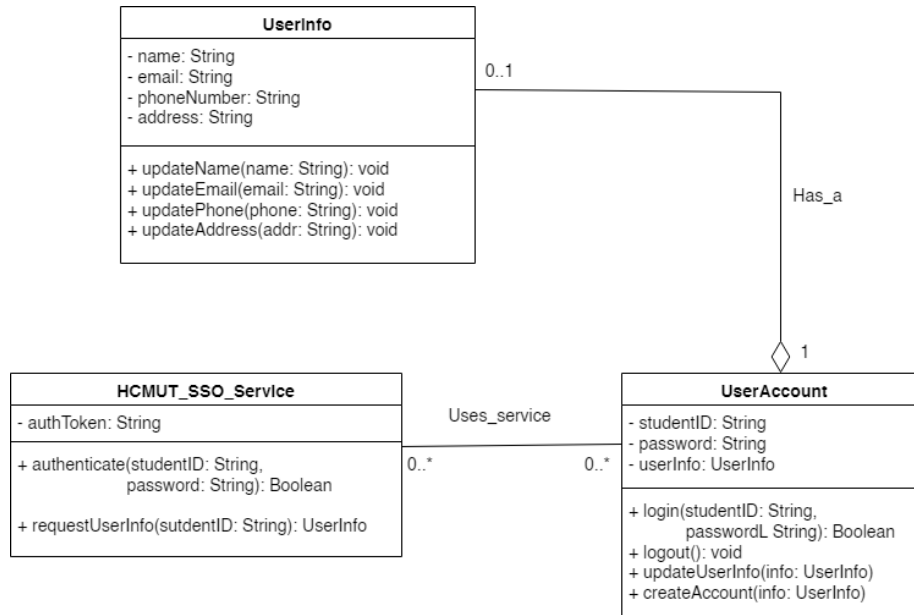 UserInfo
- name: String
- email: String
- phoneNumber: String
- address: String
+ updateName(name: String): void
+ updateEmail(email: String): void
+ updatePhone(phone: String): void
+ updateAddress(addr: String): void
0..1
Has_a
1
HCMUT_SSO_Service
- authToken: String
+ authenticate(studentID: String,
password: String): Boolean
+ requestUserInfo(sutdentID: String): UserInfo
Uses_service
0..*
0..*
UserAccount
- studentID: String
- password: String
- userInfo: UserInfo
+ login(studentID: String,
passwordL String): Boolean
+ logout(): void
+ updateUserInfo(info: UserInfo)
+ createAccount(info: UserInfo)